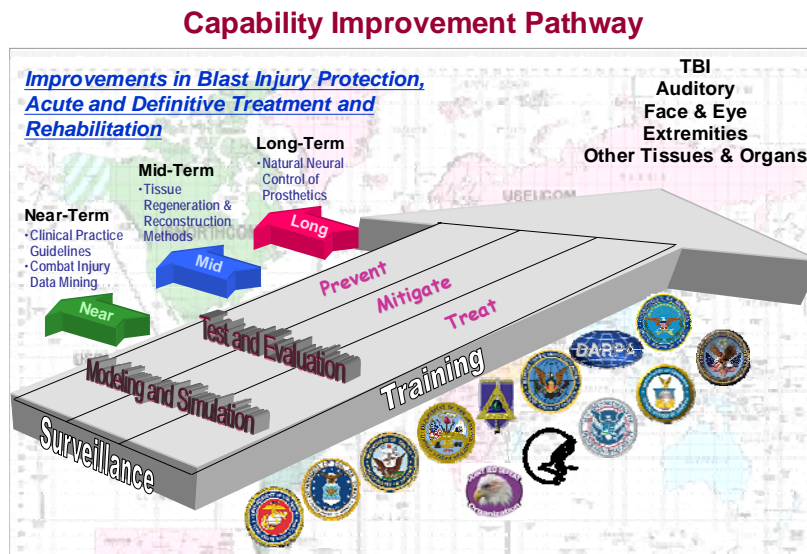 Capability Improvement Pathway
Improvements in Blast Injury Protection,
Acute and Definitive Treatment and
Rehabilitation
TBI
Auditory
Face & Eye
Extremities
Other Tissues & Organs
Long-Term
•Natural Neural
Control of
Prosthetics
Mid-Term
•Tissue
Regeneration &
Reconstruction
Methods
Near-Term
•Clinical Practice
Guidelines
•Combat Injury
Data Mining
Long
Mid
Near
Prevent
Mitigate
Treat
Test and Evaluation
Modeling and Simulation
Training
Surveillance
DARPA
Organization
USEUCOM